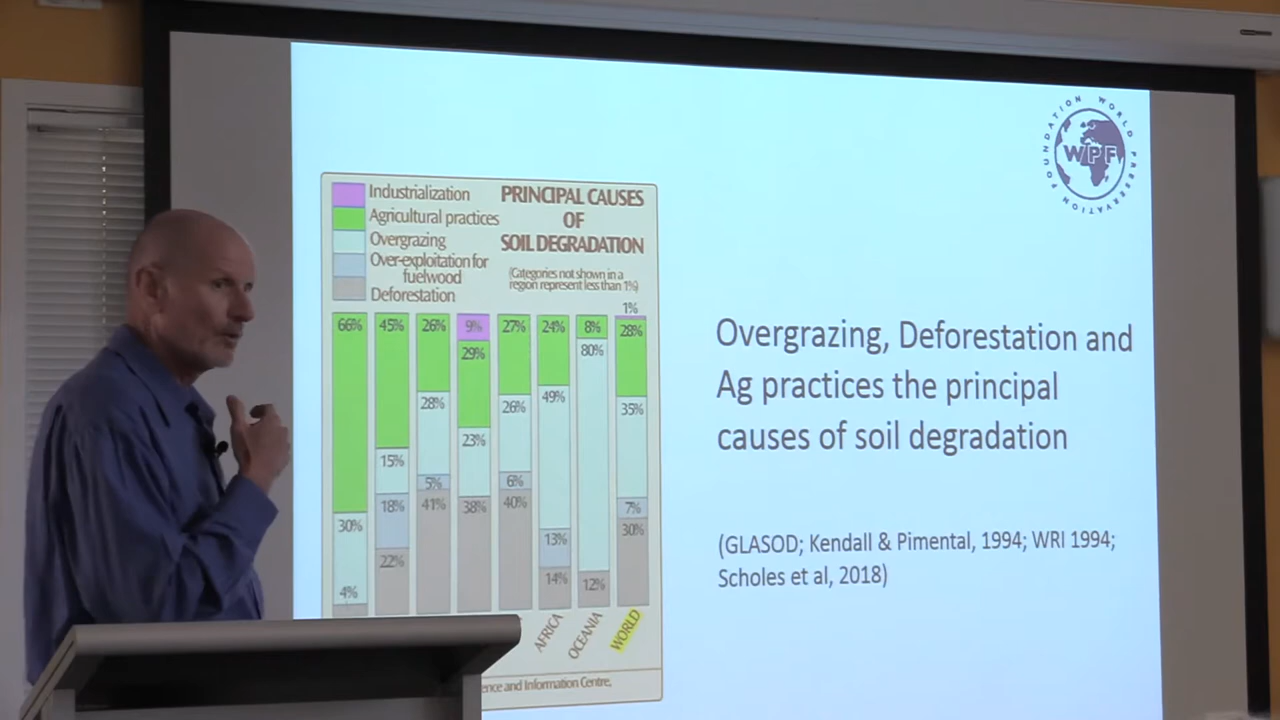 FOUNDATION WORLD PRESERVATION
WPF
Industrialization
Agricultural practices
Overgrazing
Over-exploitation for
fuelwood
Deforestation
PRINCIPAL CAUSES
OF
SOIL DEGRADATION
(Categories not shown in a
region represent less than 1%)
1%
66% 45% 26% 9% 27% 24% 8% 28%
29% 80%
28% 26% 49% 35%
15% 23%
5% 6%
18% 41% 38% 40% 7%
30% 13% 30%
22%
4% 14% 12%
AFRICA
OCEANIA
WORLD
and Information Centre,
Overgrazing, Deforestation and
Ag practices the principal
causes of soil degradation
(GLASOD; Kendall & Pimental, 1994; WRI 1994;
Scholes et al, 2018)